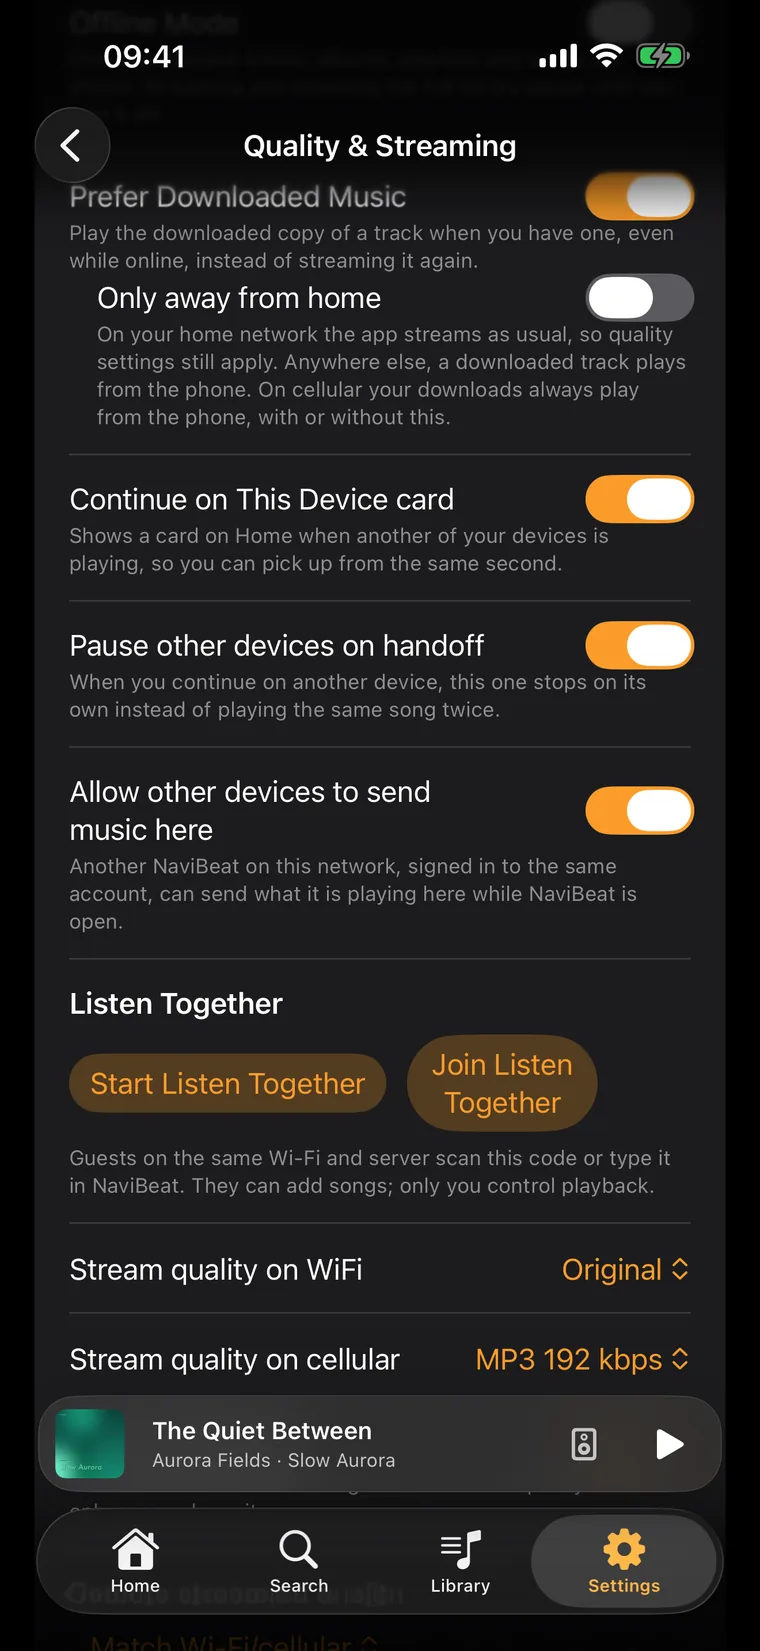 Offline Mode
09:41
Quality & Streaming
Prefer Downloaded Music
Play the downloaded copy of a track when you have one, even
while online, instead of streaming it again.
Only away from home
On your home network the app streams as usual, so quality
settings still apply. Anywhere else, a downloaded track plays
from the phone. On cellular your downloads always play
from the phone, with or without this.
Continue on This Device card
Shows a card on Home when another of your devices is
playing, so you can pick up from the same second.
Pause other devices on handoff
When you continue on another device, this one stops on its
own instead of playing the same song twice.
Allow other devices to send
music here
Another NaviBeat on this network, signed in to the same
account, can send what it is playing here while NaviBeat is
open.
Listen Together
Start Listen Together
Join Listen
Together
Guests on the same Wi-Fi and server scan this code or type it
in NaviBeat. They can add songs; only you control playback.
Stream quality on WiFi
Original
Stream quality on cellular
MP3 192 kbps
The Quiet Between
Aurora Fields · Slow Aurora
Aurora
Home
Search
Library
Settings
Match Wi-Fi/cellular